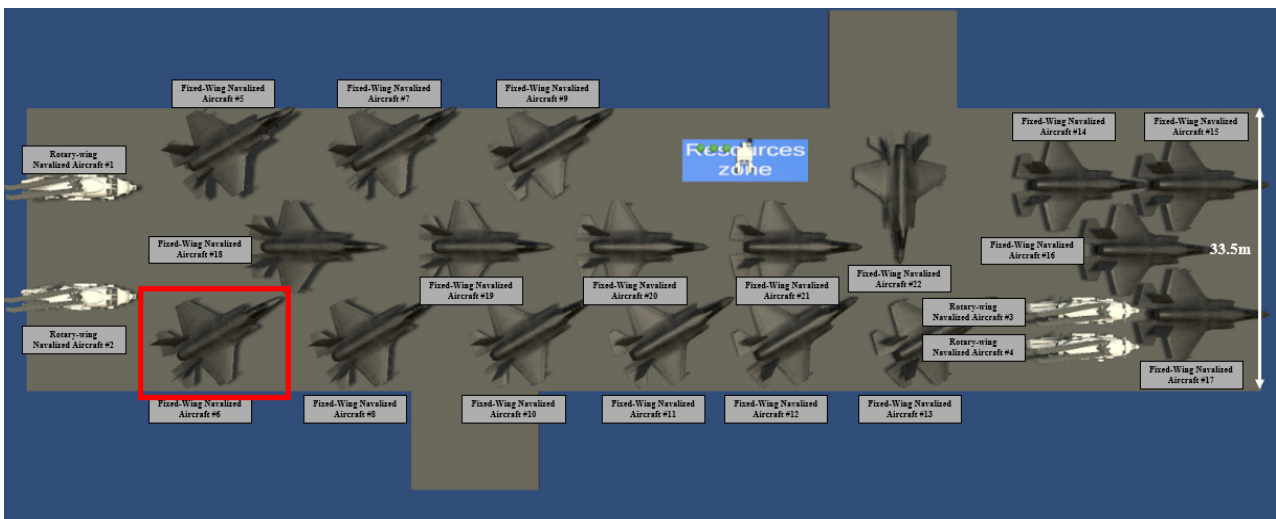 Fixed-Wing Navalized
Aircraft #5
Fixed-Wing Navalized
Aircraft #7
Fixed-Wing Navalized
Aircraft #9
Fixed-Wing Navalized
Aircraft #14
Fixed-Wing Navalized
Aircraft #15
Rotary-wing
Navalized Aircraft #1
Resources
zone
Fixed-Wing Navalized
Aircraft #18
Fixed-Wing Navalized
Aircraft #16
33.5m
Fixed-Wing Navalized
Aircraft #19
Fixed-Wing Navalized
Aircraft #20
Fixed-Wing Navalized
Aircraft #21
Fixed-Wing Navalized
Aircraft #22
Rotary-wing
Navalized Aircraft #3
Rotary-wing
Navalized Aircraft #2
Rotary-wing
Navalized Aircraft #4
Fixed-Wing Navalized
Aircraft #17
Fixed-Wing Navalized
Aircraft #6
Fixed-Wing Navalized
Aircraft #8
Fixed-Wing Navalized
Aircraft #10
Fixed-Wing Navalized
Aircraft #11
Fixed-Wing Navalized
Aircraft #12
Fixed-Wing Navalized
Aircraft #13